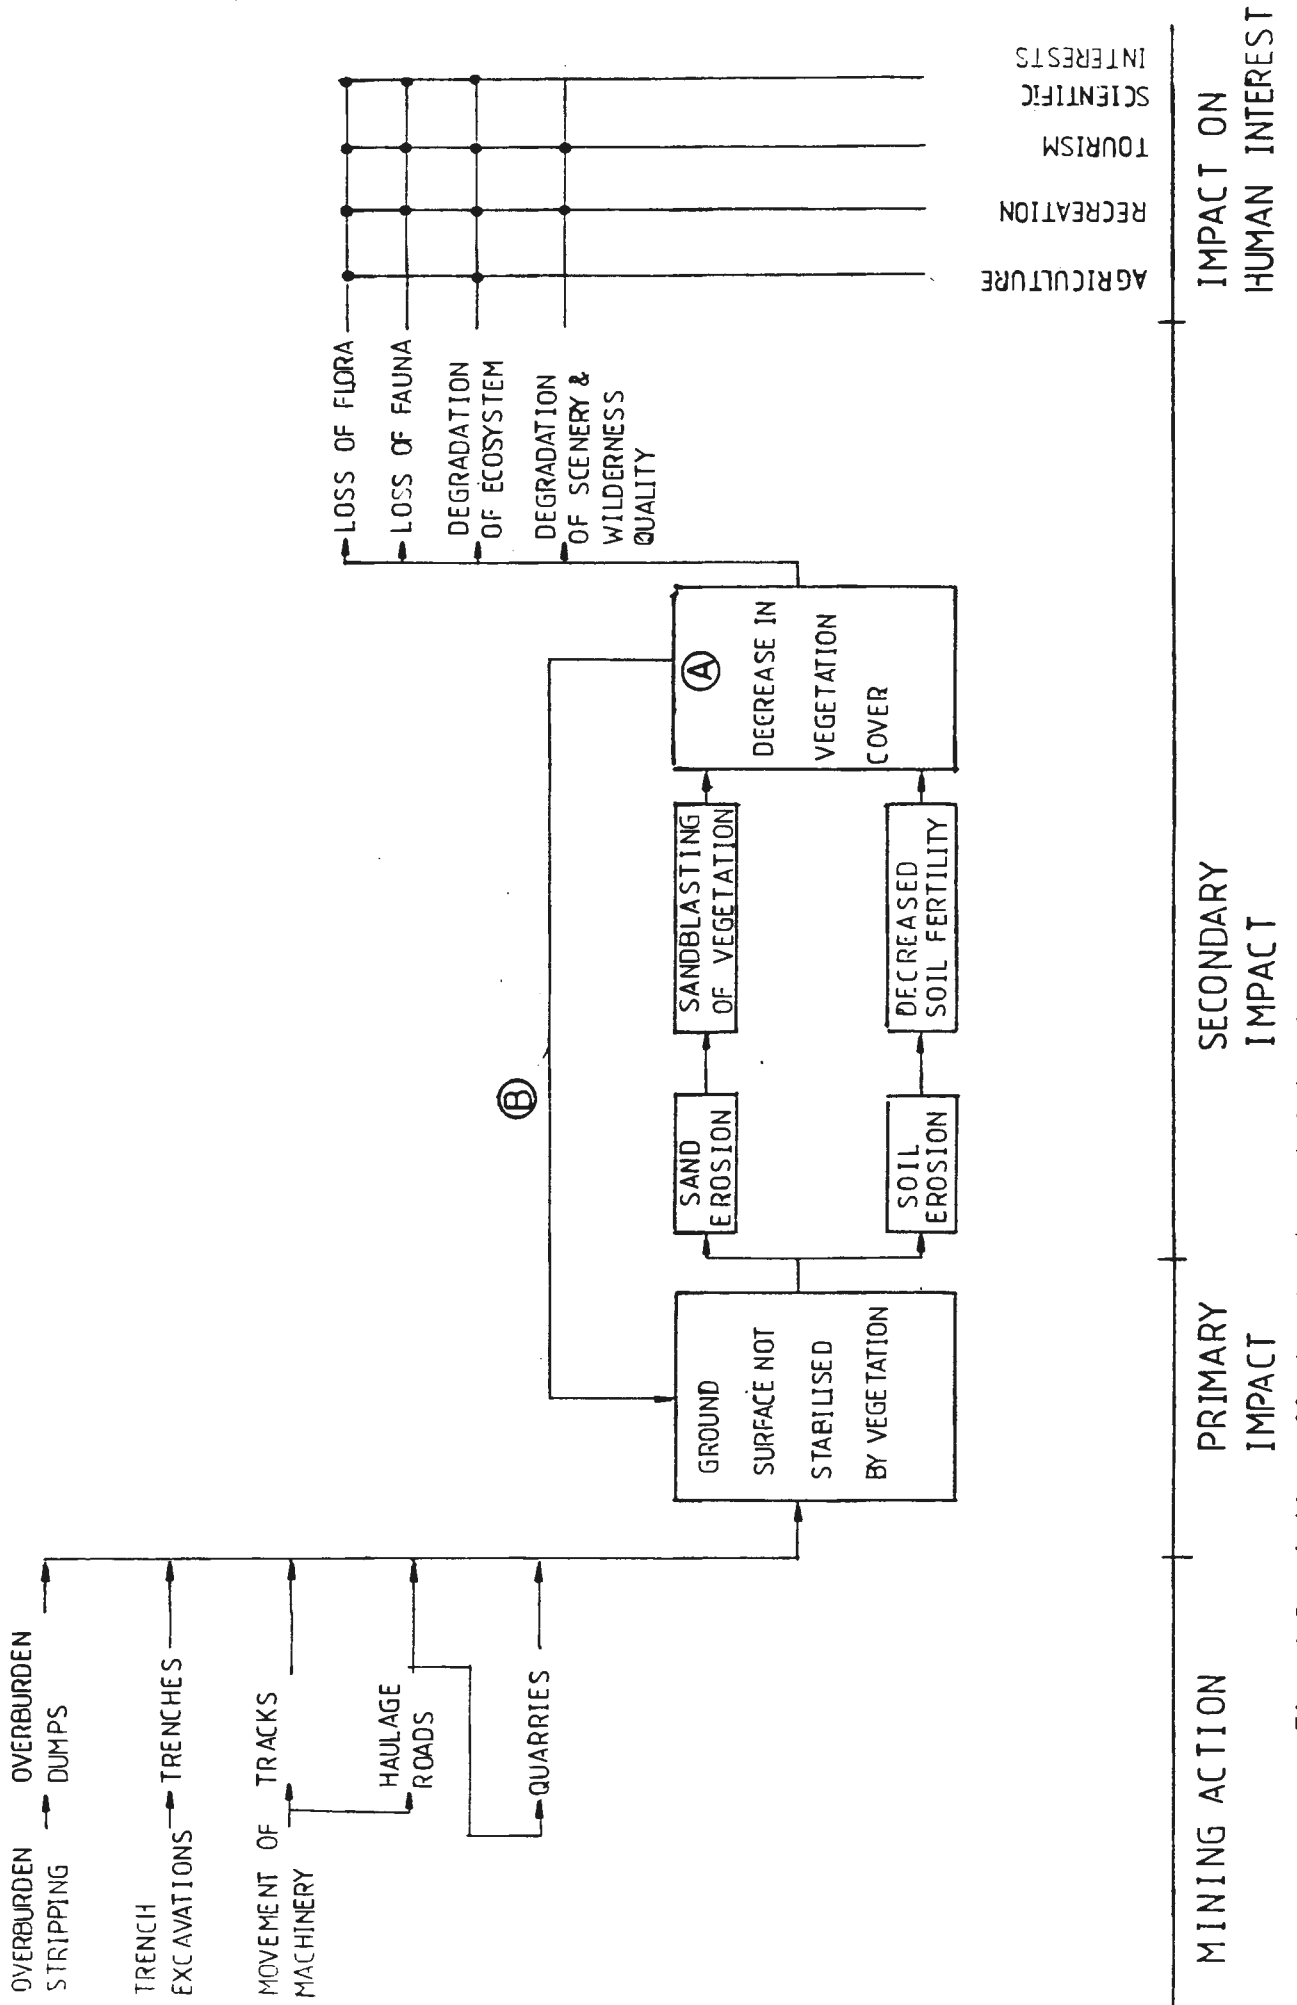 OVERBURDEN
STRIPPING
OVERBURDEN
DUMPS
TRENCH
EXCAVATIONS
TRENCHES
MOVEMENT OF
MACHINERY
TRACKS
HAULAGE
ROADS
QUARRIES
GROUND
SURFACE NOT
STABILISED
BY VEGETATION
B
SAND
EROSION
SANDBLASTING
OF VEGETATION
SOIL
EROSION
DECREASED
SOIL FERTILITY
A
DECREASE IN
VEGETATION
COVER
LOSS OF FLORA
LOSS OF FAUNA
DEGRADATION
OF ECOSYSTEM
DEGRADATION
OF SCENERY &
WILDERNESS
QUALITY
AGRICULTURE
RECREATION
TOURISM
SCIENTIFIC
INTERESTS
MINING ACTION
PRIMARY
IMPACT
SECONDARY
IMPACT
IMPACT ON
HUMAN INTEREST